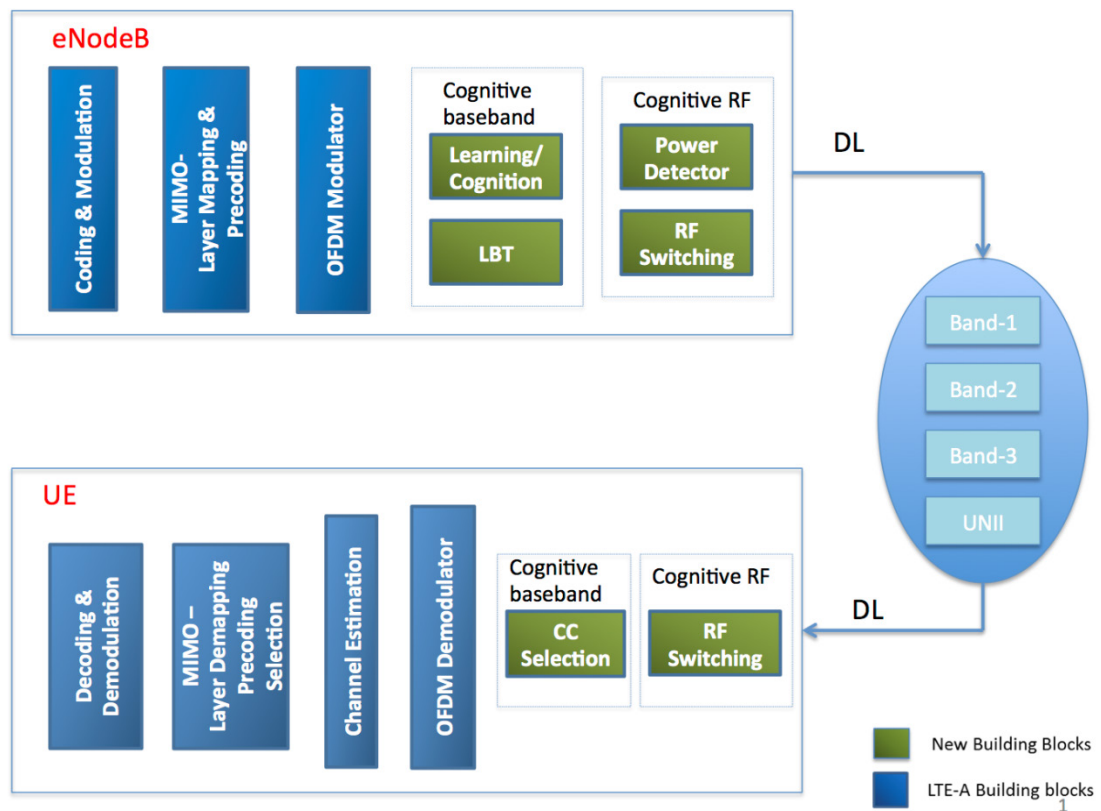 eNodeB
Coding & Modulation
MIMO-
Layer Mapping &
Precoding
OFDM Modulator
Cognitive
baseband
Learning/
Cognition
LBT
Cognitive RF
Power
Detector
RF
Switching
DL
Band-1
Band-2
Band-3
UNII
DL
UE
Decoding &
Demodulation
MIMO –
Layer Demapping
Precoding
Selection
Channel Estimation
OFDM Demodulator
Cognitive
baseband
CC
Selection
Cognitive RF
RF
Switching
New Building Blocks
LTE-A Building blocks
1